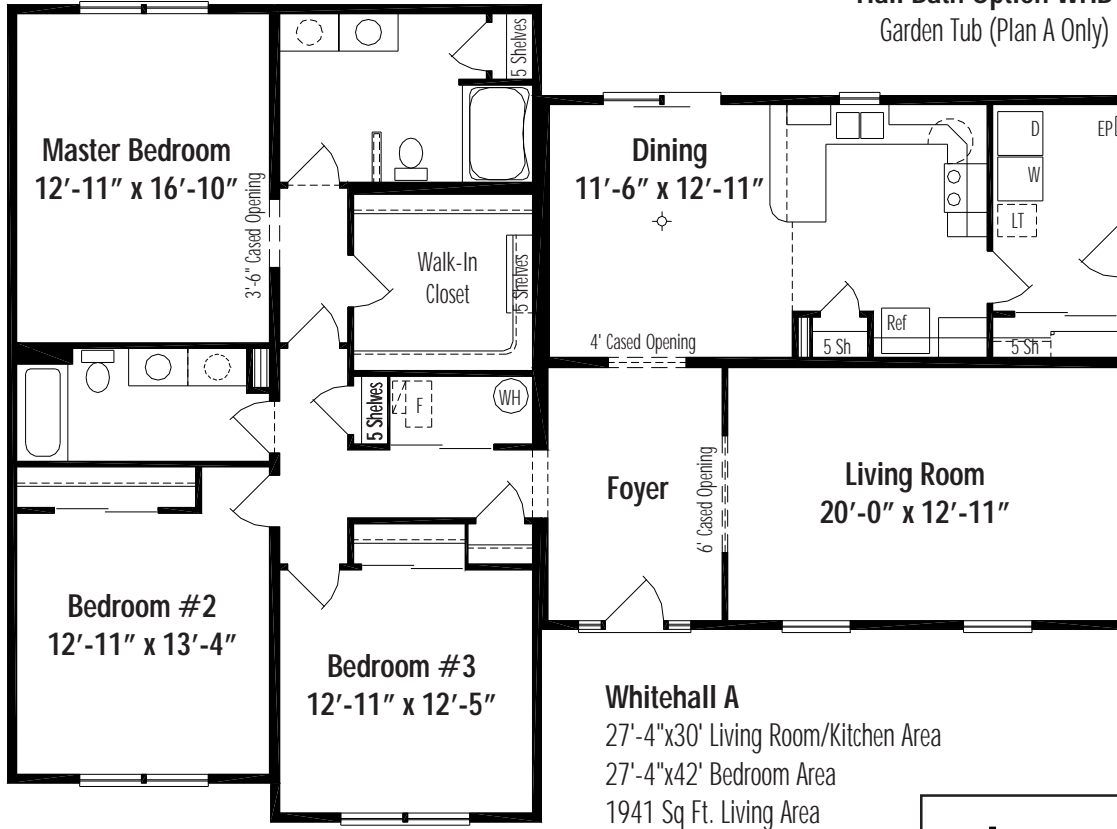 Half Bath Option WHB
Garden Tub (Plan A Only)
5 Shelves
Master Bedroom
12'-11" x 16'-10"
3'-6" Cased Opening
Walk-In
Closet
5 Shelves
Dining
11'-6" x 12'-11"
D
W
LT
EP
4' Cased Opening
5 Sh
Ref
5 Sh
5 Shelves
F
WH
Foyer
6' Cased Opening
Living Room
20'-0" x 12'-11"
Bedroom #2
12'-11" x 13'-4"
Bedroom #3
12'-11" x 12'-5"
Whitehall A
27'-4"x30' Living Room/Kitchen Area
27'-4"x42' Bedroom Area
1941 Sq Ft. Living Area